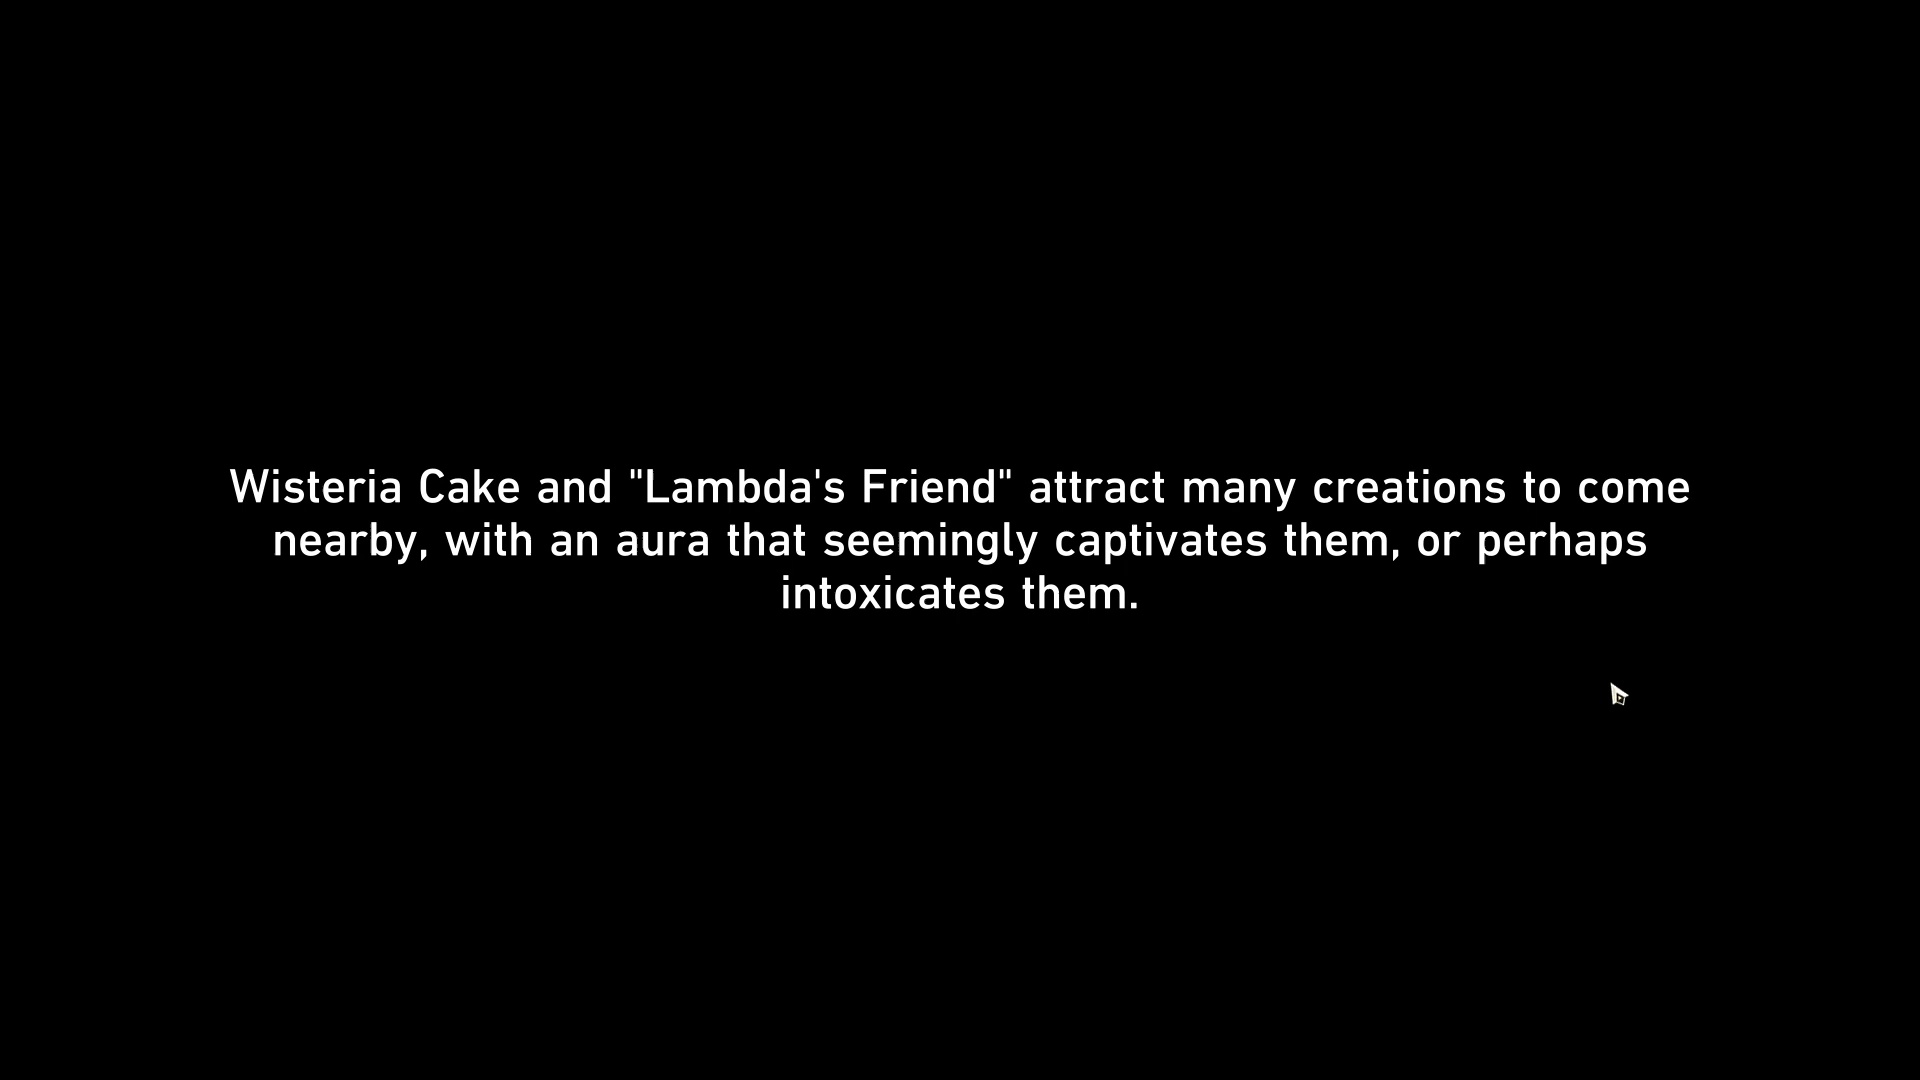 Wisteria Cake and "Lambda's Friend" attract many creations to come
nearby, with an aura that seemingly captivates them, or perhaps
intoxicates them.